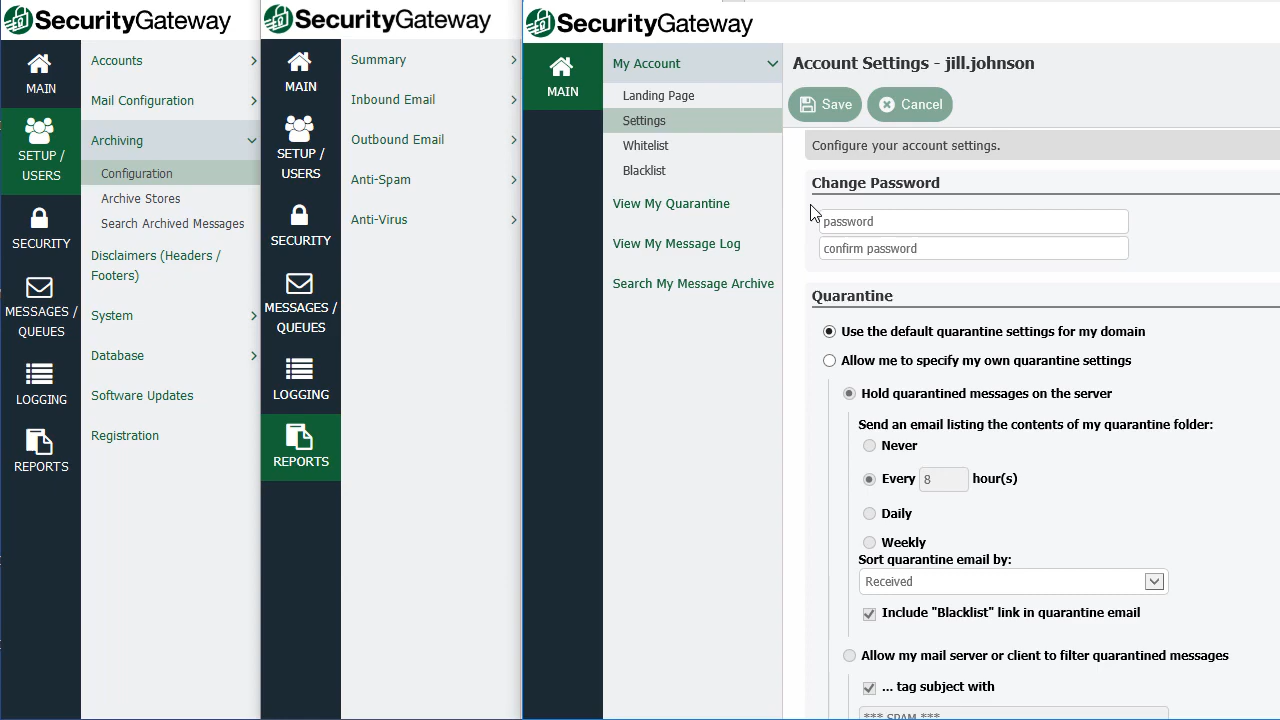 SecurityGateway
MAIN
SETUP /
USERS
SECURITY
MESSAGES /
QUEUES
LOGGING
REPORTS
Accounts
Mail Configuration
Archiving
Configuration
Archive Stores
Search Archived Messages
Disclaimers (Headers /
Footers)
System
Database
Software Updates
Registration
SecurityGateway
MAIN
SETUP /
USERS
SECURITY
MESSAGES /
QUEUES
LOGGING
REPORTS
Summary
Inbound Email
Outbound Email
Anti-Spam
Anti-Virus
SecurityGateway
MAIN
My Account
Landing Page
Settings
Whitelist
Blacklist
View My Quarantine
View My Message Log
Search My Message Archive
Account Settings - jill.johnson
Save
Cancel
Configure your account settings.
Change Password
password
confirm password
Quarantine
Use the default quarantine settings for my domain
Allow me to specify my own quarantine settings
Hold quarantined messages on the server
Send an email listing the contents of my quarantine folder:
Never
Every 8 hour(s)
Daily
Weekly
Sort quarantine email by:
Received
Include "Blacklist" link in quarantine email
Allow my mail server or client to filter quarantined messages
... tag subject with
*** SPAM ***